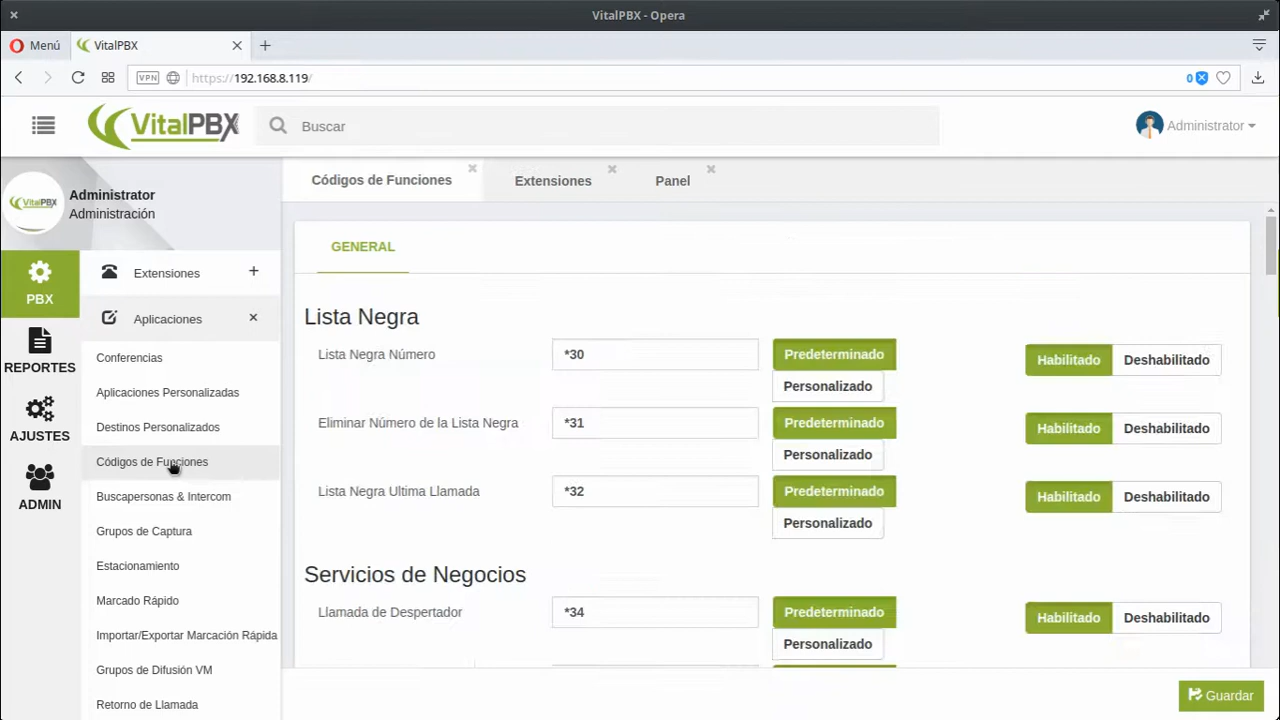 VitalPBX - Opera
Menú
VitalPBX
VPN
https://192.168.8.119/
0
VitalPBX
Buscar
Administrator
VitalPBX
Administrator
Administración
Códigos de Funciones
Extensiones
Panel
PBX
REPORTES
AJUSTES
ADMIN
Extensiones
Aplicaciones
Conferencias
Aplicaciones Personalizadas
Destinos Personalizados
Códigos de Funciones
Buscapersonas & Intercom
Grupos de Captura
Estacionamiento
Marcado Rápido
Importar/Exportar Marcación Rápida
Grupos de Difusión VM
Retorno de Llamada
GENERAL
Lista Negra
Lista Negra Número *30 Predeterminado Habilitado Deshabilitado
Personalizado
Eliminar Número de la Lista Negra *31 Predeterminado Habilitado Deshabilitado
Personalizado
Lista Negra Ultima Llamada *32 Predeterminado Habilitado Deshabilitado
Personalizado
Servicios de Negocios
Llamada de Despertador *34 Predeterminado Habilitado Deshabilitado
Personalizado
Guardar